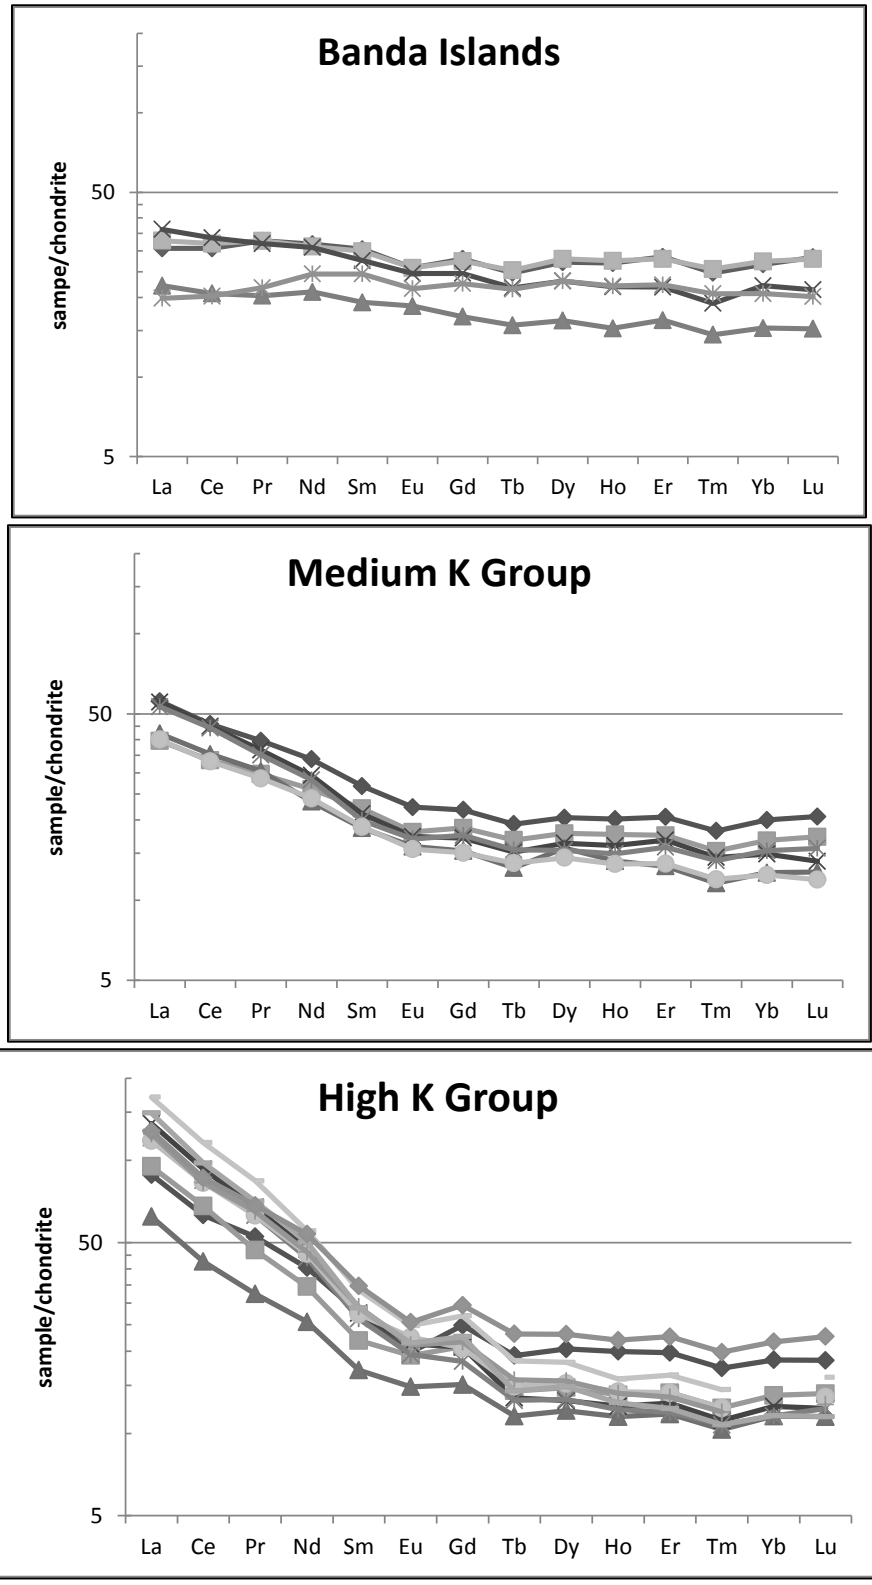 Banda Islands
sampe/chondrite
50
5
La Ce Pr Nd Sm Eu Gd Tb Dy Ho Er Tm Yb Lu
Medium K Group
sample/chondrite
50
5
La Ce Pr Nd Sm Eu Gd Tb Dy Ho Er Tm Yb Lu
High K Group
sample/chondrite
50
5
La Ce Pr Nd Sm Eu Gd Tb Dy Ho Er Tm Yb Lu